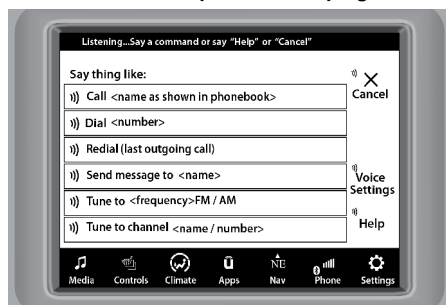 Listening...Say a command or say "Help" or "Cancel"
Say thing like:
Call <name as shown in phonebook>
Dial <number>
Redial (last outgoing call)
Send message to <name>
Tune to <frequency>FM / AM
Tune to channel <name / number>
Cancel
Voice
Settings
Help
NE
Media Controls Climate Apps Nav Phone Settings